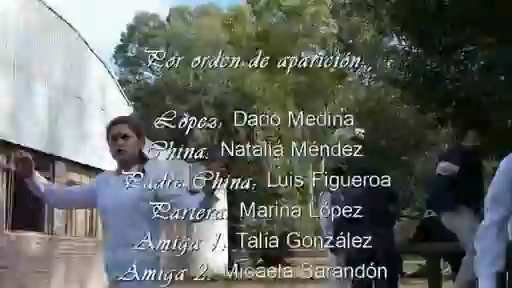 Por orden de aparición
López: Darío Medina
China: Natalia Méndez
Padre China: Luis Figueroa
Partera: Marina López
Amiga 1: Talía González
Amiga 2: Micaela Sarandón